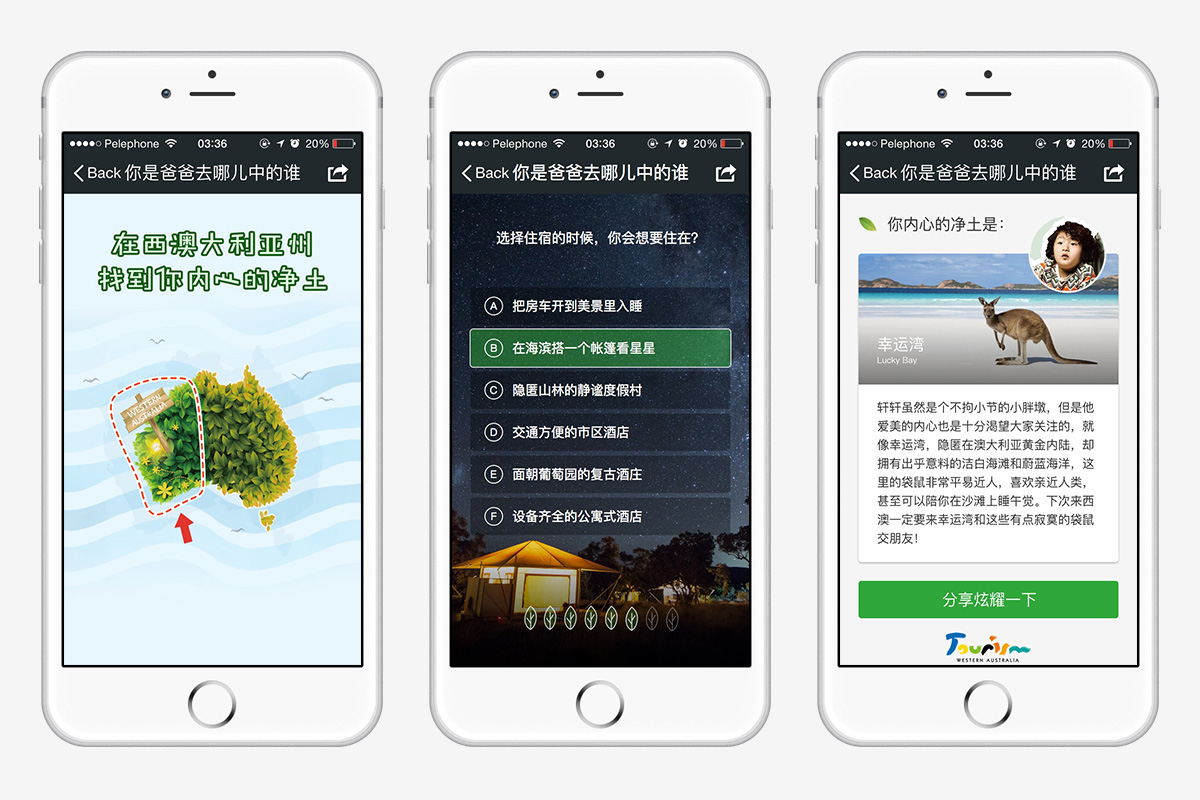 Pelephone 03:36 20%
Back 你是爸爸去哪儿中的谁
在西澳大利亚州
找到你内心的净土
WESTERN
AUSTRALIA
Pelephone 03:36 20%
Back 你是爸爸去哪儿中的谁
选择住宿的时候，你会想要住在？
A 把房车开到美景里入睡
B 在海滨搭一个帐篷看星星
C 隐匿山林的静谧度假村
D 交通方便的市区酒店
E 面朝葡萄园的复古酒庄
F 设备齐全的公寓式酒店
Pelephone 03:36 20%
Back 你是爸爸去哪儿中的谁
你内心的净土是：
幸运湾
Lucky Bay
轩轩虽然是个不拘小节的小胖墩，但是他
爱美的内心也是十分渴望大家关注的，就
像幸运湾，隐匿在澳大利亚黄金内陆，却
拥有出乎意料的洁白海滩和蔚蓝海洋，这
里的袋鼠非常平易近人，喜欢亲近人类，
甚至可以陪你在沙滩上睡午觉。下次来西
澳一定要来幸运湾和这些有点寂寞的袋鼠
交朋友！
分享炫耀一下
Tourism
WESTERN AUSTRALIA